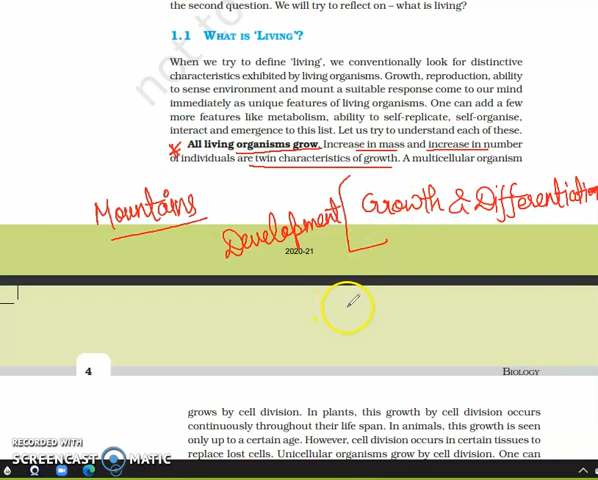 the second question. We will try to reflect on – what is living?
1.1 WHAT IS 'LIVING'?
When we try to define 'living', we conventionally look for distinctive
characteristics exhibited by living organisms. Growth, reproduction, ability
to sense environment and mount a suitable response come to our mind
immediately as unique features of living organisms. One can add a few
more features like metabolism, ability to self-replicate, self-organise,
interact and emergence to this list. Let us try to understand each of these.
All living organisms grow. Increase in mass and increase in number
of individuals are twin characteristics of growth. A multicellular organism
Mountains
Development
Growth & Differentiation
2020-21
not to
4
BIOLOGY
grows by cell division. In plants, this growth by cell division occurs
continuously throughout their life span. In animals, this growth is seen
only up to a certain age. However, cell division occurs in certain tissues to
replace lost cells. Unicellular organisms grow by cell division. One can
RECORDED WITH
SCREENCAST MATIC